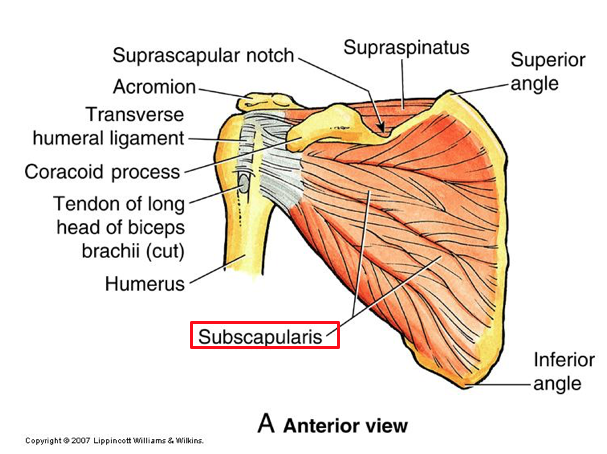 Suprascapular notch
Supraspinatus
Superior
angle
Acromion
Transverse
humeral ligament
Coracoid process
Tendon of long
head of biceps
brachii (cut)
Humerus
Subscapularis
Inferior
angle
A Anterior view
Copyright © 2007 Lippincott Williams & Wilkins.